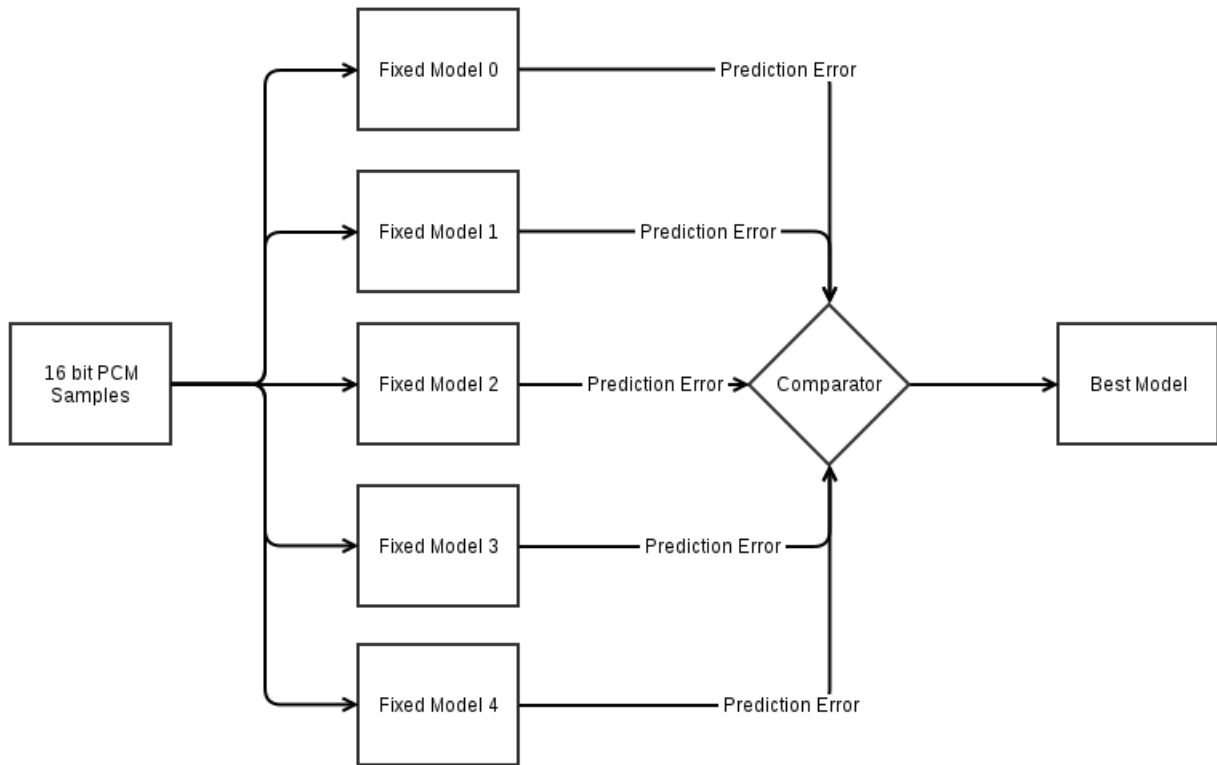 Fixed Model 0
Prediction Error
Fixed Model 1
Prediction Error
16 bit PCM
Samples
Fixed Model 2
Prediction Error
Comparator
Best Model
Fixed Model 3
Prediction Error
Fixed Model 4
Prediction Error